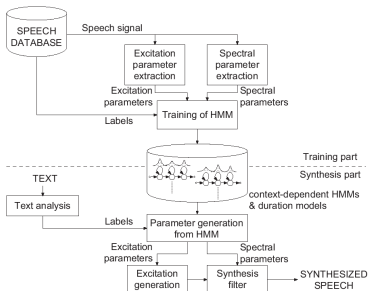 SPEECH
DATABASE
Speech signal
Excitation
parameter
extraction
Spectral
parameter
extraction
Excitation
parameters
Spectral
parameters
Labels
Training of HMM
Training part
Synthesis part
TEXT
context-dependent HMMs
& duration models
Text analysis
Labels
Parameter generation
from HMM
Excitation
parameters
Spectral
parameters
Excitation
generation
Synthesis
filter
SYNTHESIZED
SPEECH